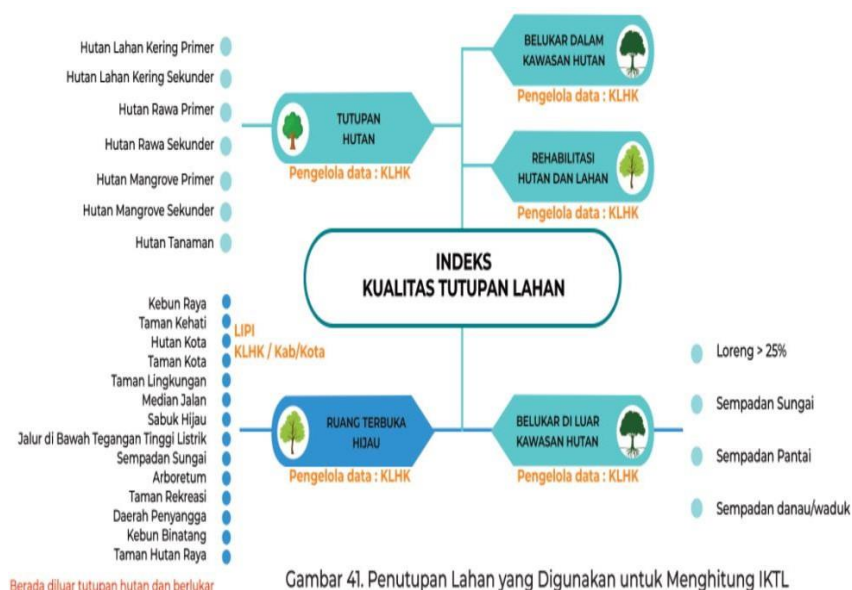 Hutan Lahan Kering Primer
Hutan Lahan Kering Sekunder
Hutan Rawa Primer
Hutan Rawa Sekunder
Hutan Mangrove Primer
Hutan Mangrove Sekunder
Hutan Tanaman
TUTUPAN
HUTAN
Pengelola data : KLHK
BELUKAR DALAM
KAWASAN HUTAN
Pengelola data : KLHK
REHABILITASI
HUTAN DAN LAHAN
Pengelola data : KLHK
INDEKS
KUALITAS TUTUPAN LAHAN
Kebun Raya
Taman Kehati
Hutan Kota
Taman Kota
Taman Lingkungan
Median Jalan
Sabuk Hijau
Jalur di Bawah Tegangan Tinggi Listrik
Sempadan Sungai
Arboretum
Taman Rekreasi
Daerah Penyangga
Kebun Binatang
Taman Hutan Raya
LIPI
KLHK / Kab/Kota
RUANG TERBUKA
HIJAU
Pengelola data : KLHK
BELUKAR DI LUAR
KAWASAN HUTAN
Pengelola data : KLHK
Loreng > 25%
Sempadan Sungai
Sempadan Pantai
Sempadan danau/waduk
Berada diluar tutupan hutan dan berlukar
Gambar 41. Penutupan Lahan yang Digunakan untuk Menghitung IKTL